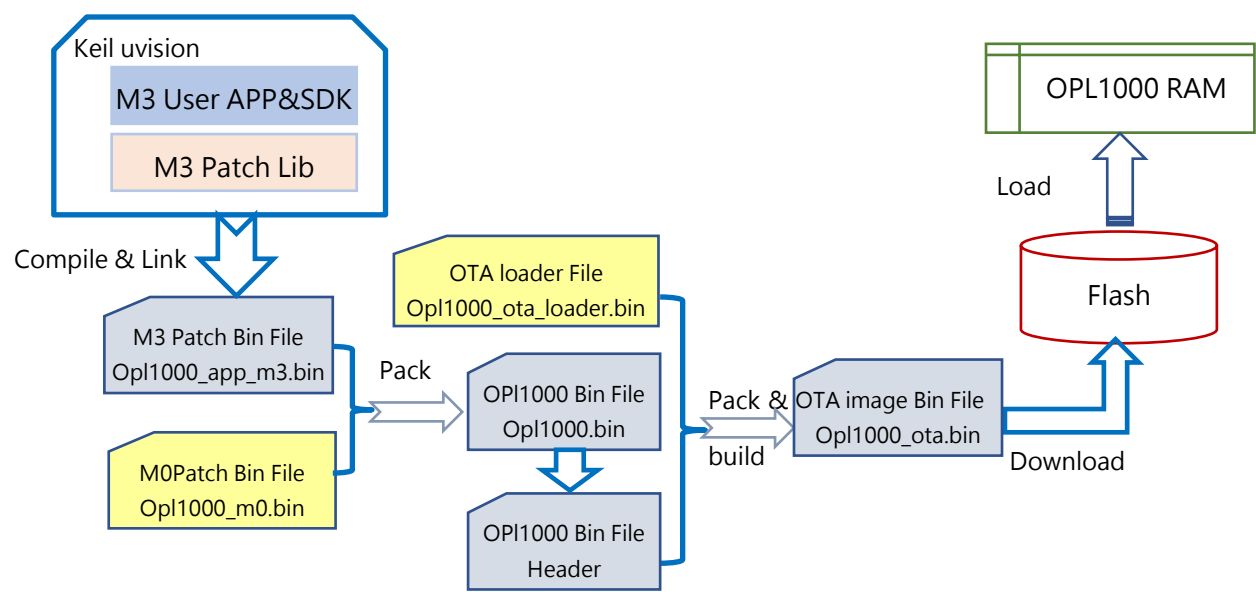 Keil uvision
M3 User APP&SDK
M3 Patch Lib
Compile & Link
M3 Patch Bin File
Opl1000_app_m3.bin
M0Patch Bin File
Opl1000_m0.bin
Pack
OTA loader File
Opl1000_ota_loader.bin
OPl1000 Bin File
Opl1000.bin
OPl1000 Bin File
Header
Pack &
build
OTA image Bin File
Opl1000_ota.bin
Download
Flash
Load
OPL1000 RAM